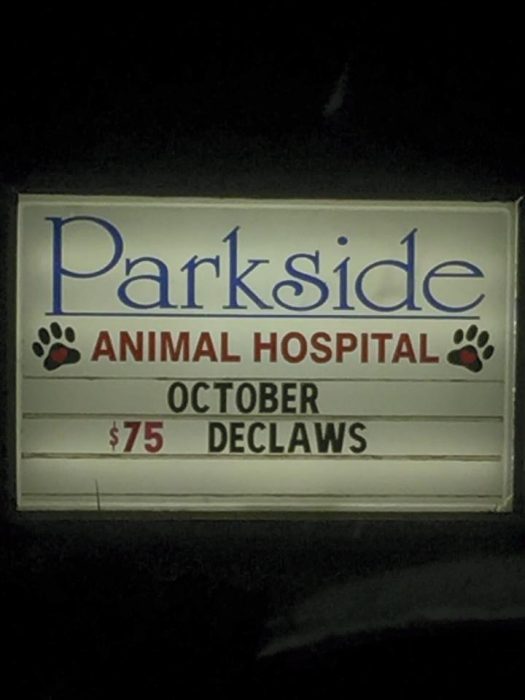 Parkside
ANIMAL HOSPITAL
OCTOBER
$75 DECLAWS